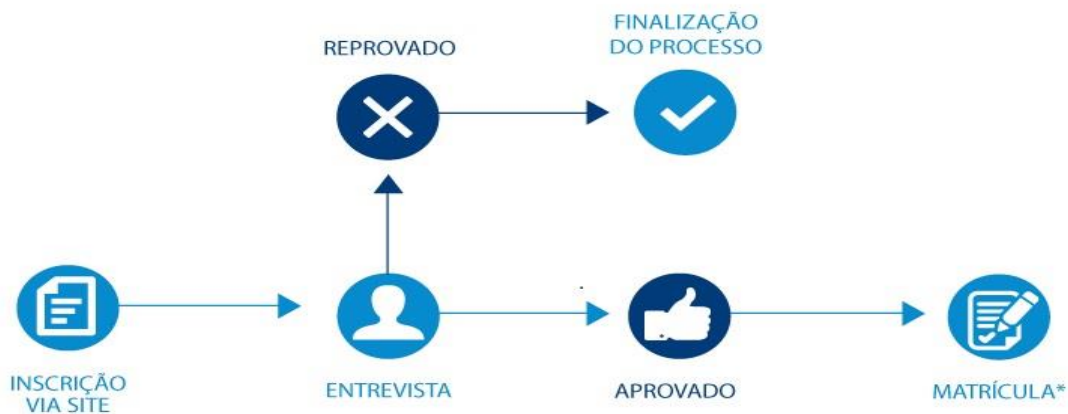 FINALIZAÇÃO
DO PROCESSO
REPROVADO
INSCRIÇÃO
VIA SITE
ENTREVISTA
APROVADO
MATRÍCULA*